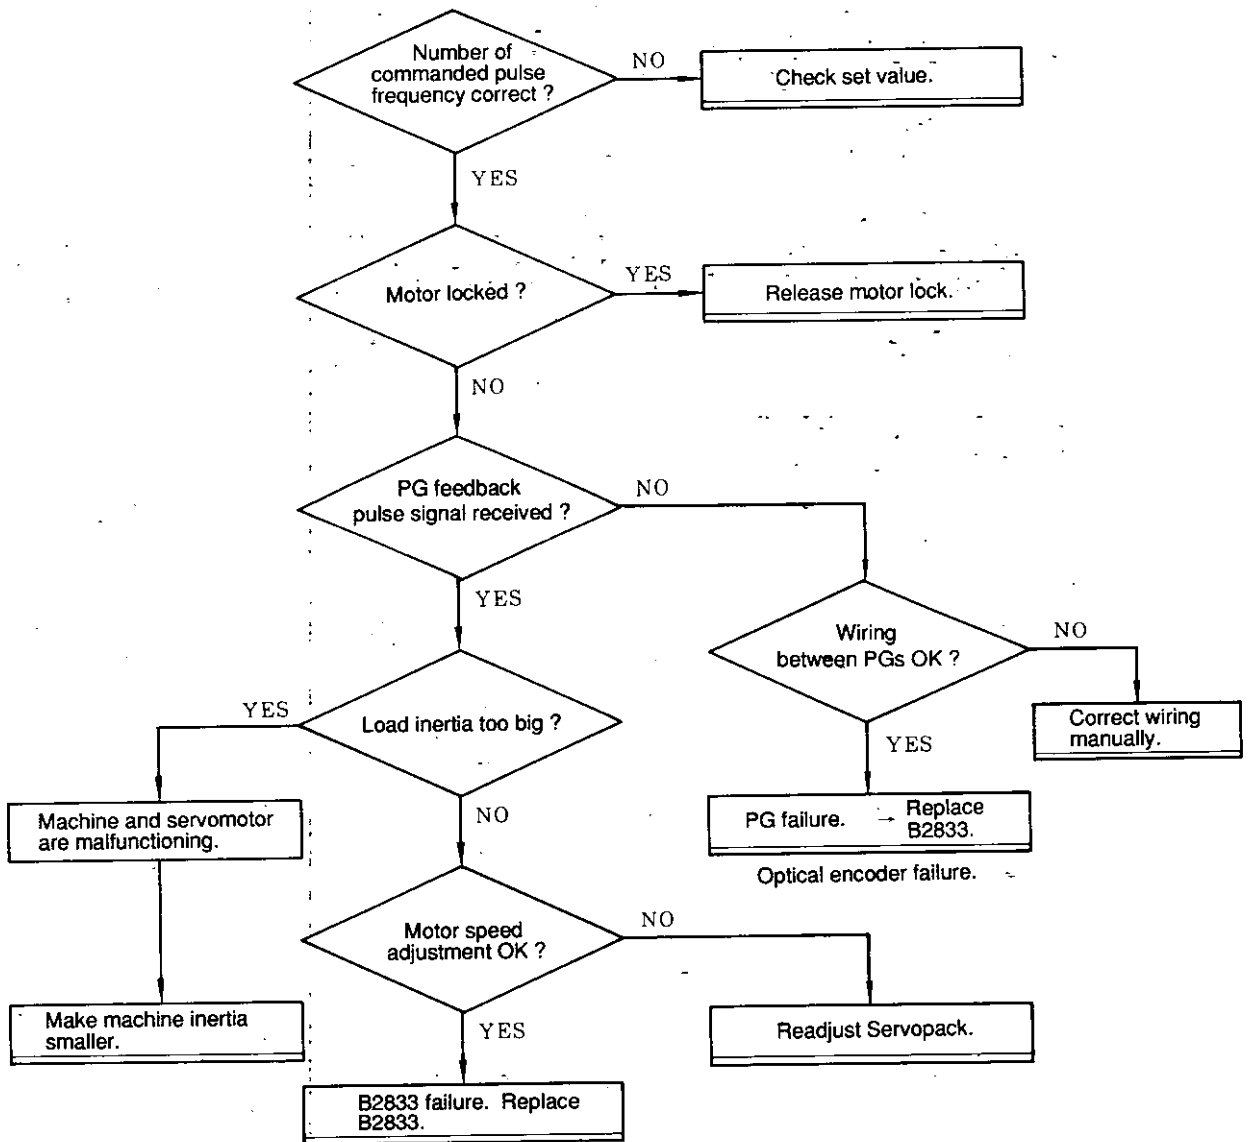 Number of
commanded pulse
frequency correct ?
NO
Check set value.
YES
Motor locked ?
YES
Release motor lock.
NO
PG feedback
pulse signal received ?
NO
YES
Wiring
between PGs OK ?
NO
Correct wiring
manually.
YES
PG failure. → Replace
B2833.
Optical encoder failure.
Load inertia too big ?
YES
Machine and servomotor
are malfunctioning.
Make machine inertia
smaller.
NO
Motor speed
adjustment OK ?
NO
Readjust Servopack.
YES
B2833 failure. Replace
B2833.